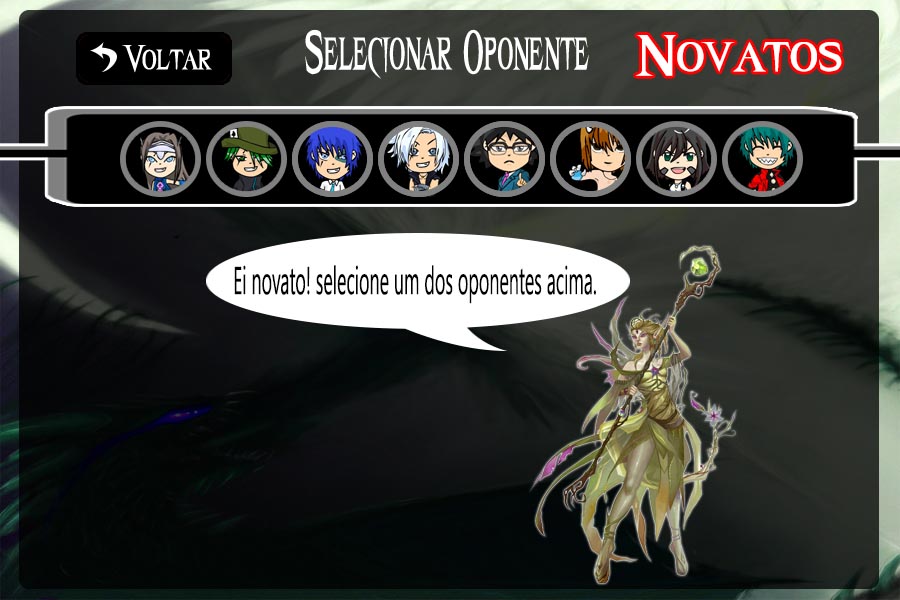 Voltar
Selecionar Oponente
Novatos
Ei novato! selecione um dos oponentes acima.